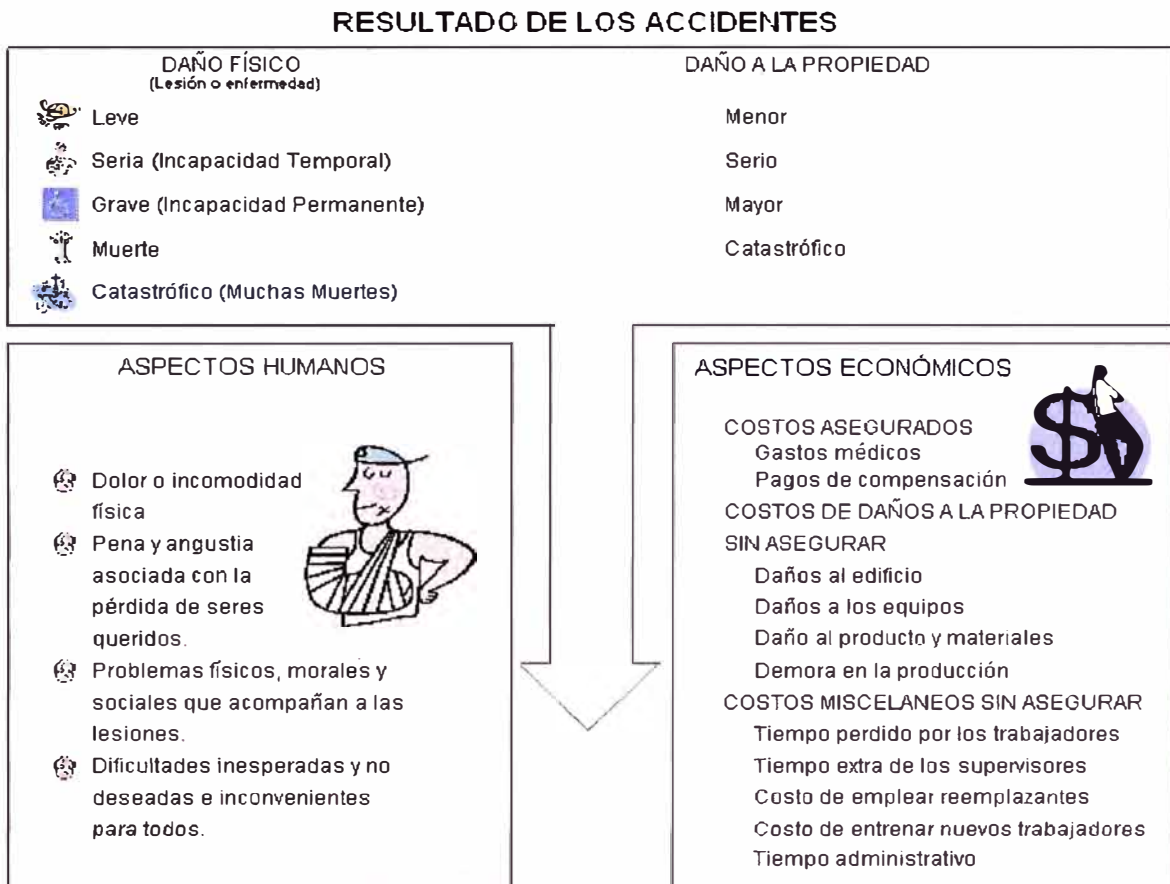 RESULTADO DE LOS ACCIDENTES
DAÑO FÍSICO
(Lesión o enfermedad)
Leve
Seria (Incapacidad Temporal)
Grave (Incapacidad Permanente)
Muerte
Catastrófico (Muchas Muertes)
DAÑO A LA PROPIEDAD
Menor
Serio
Mayor
Catastrófico
ASPECTOS HUMANOS
Dolor o incomodidad
física
Pena y angustia
asociada con la
pérdida de seres
queridos.
Problemas físicos, morales y
sociales que acompañan a las
lesiones.
Dificultades inesperadas y no
deseadas e inconvenientes
para todos.
ASPECTOS ECONÓMICOS
COSTOS ASEGURADOS
Gastos médicos
Pagos de compensación
COSTOS DE DAÑOS A LA PROPIEDAD
SIN ASEGURAR
Daños al edificio
Daños a los equipos
Daño al producto y materiales
Demora en la producción
COSTOS MISCELANEOS SIN ASEGURAR
Tiempo perdido por los trabajadores
Tiempo extra de los supervisores
Costo de emplear reemplazantes
Costo de entrenar nuevos trabajadores
Tiempo administrativo